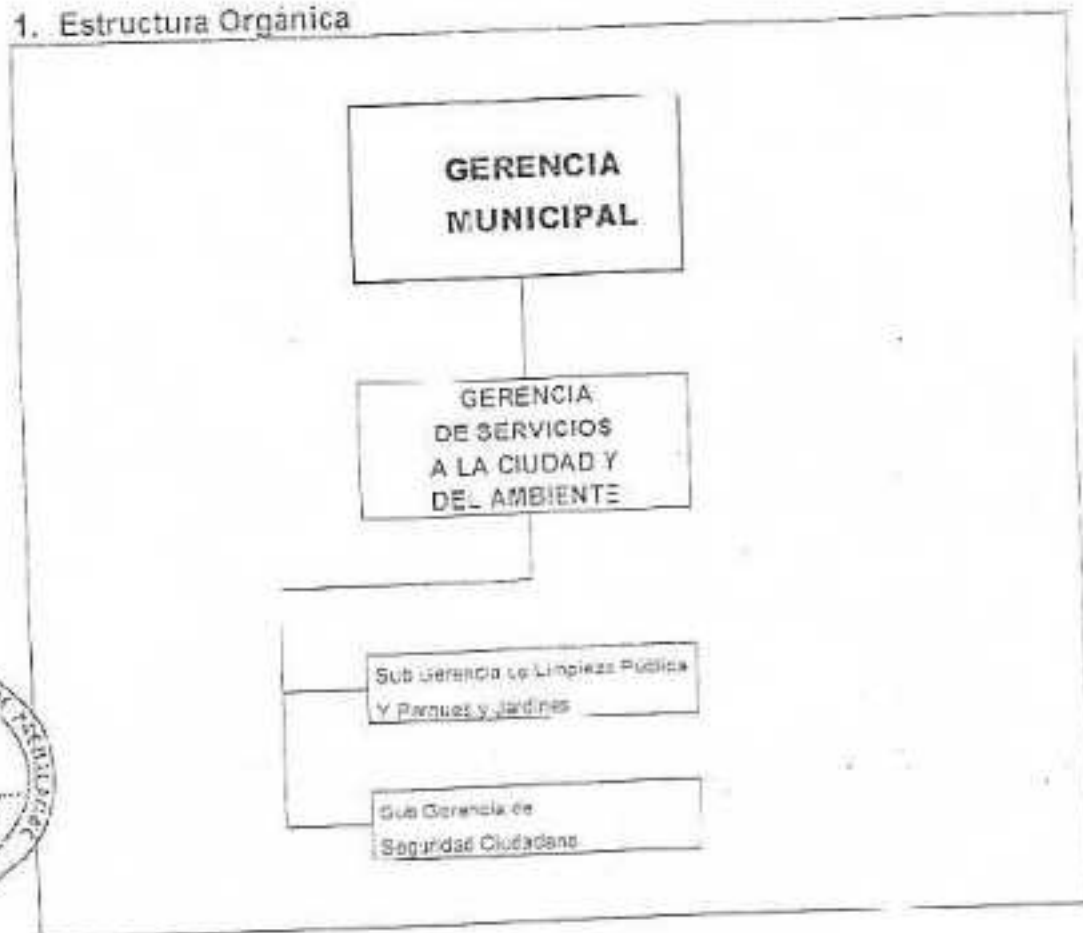 1. Estructura Orgánica
GERENCIA
MUNICIPAL
GERENCIA
DE SERVICIOS
A LA CIUDAD Y
DEL AMBIENTE
Sub Gerencia de Limpieza Pública
Y Parques y Jardines
Sub Gerencia de
Seguridad Ciudadana